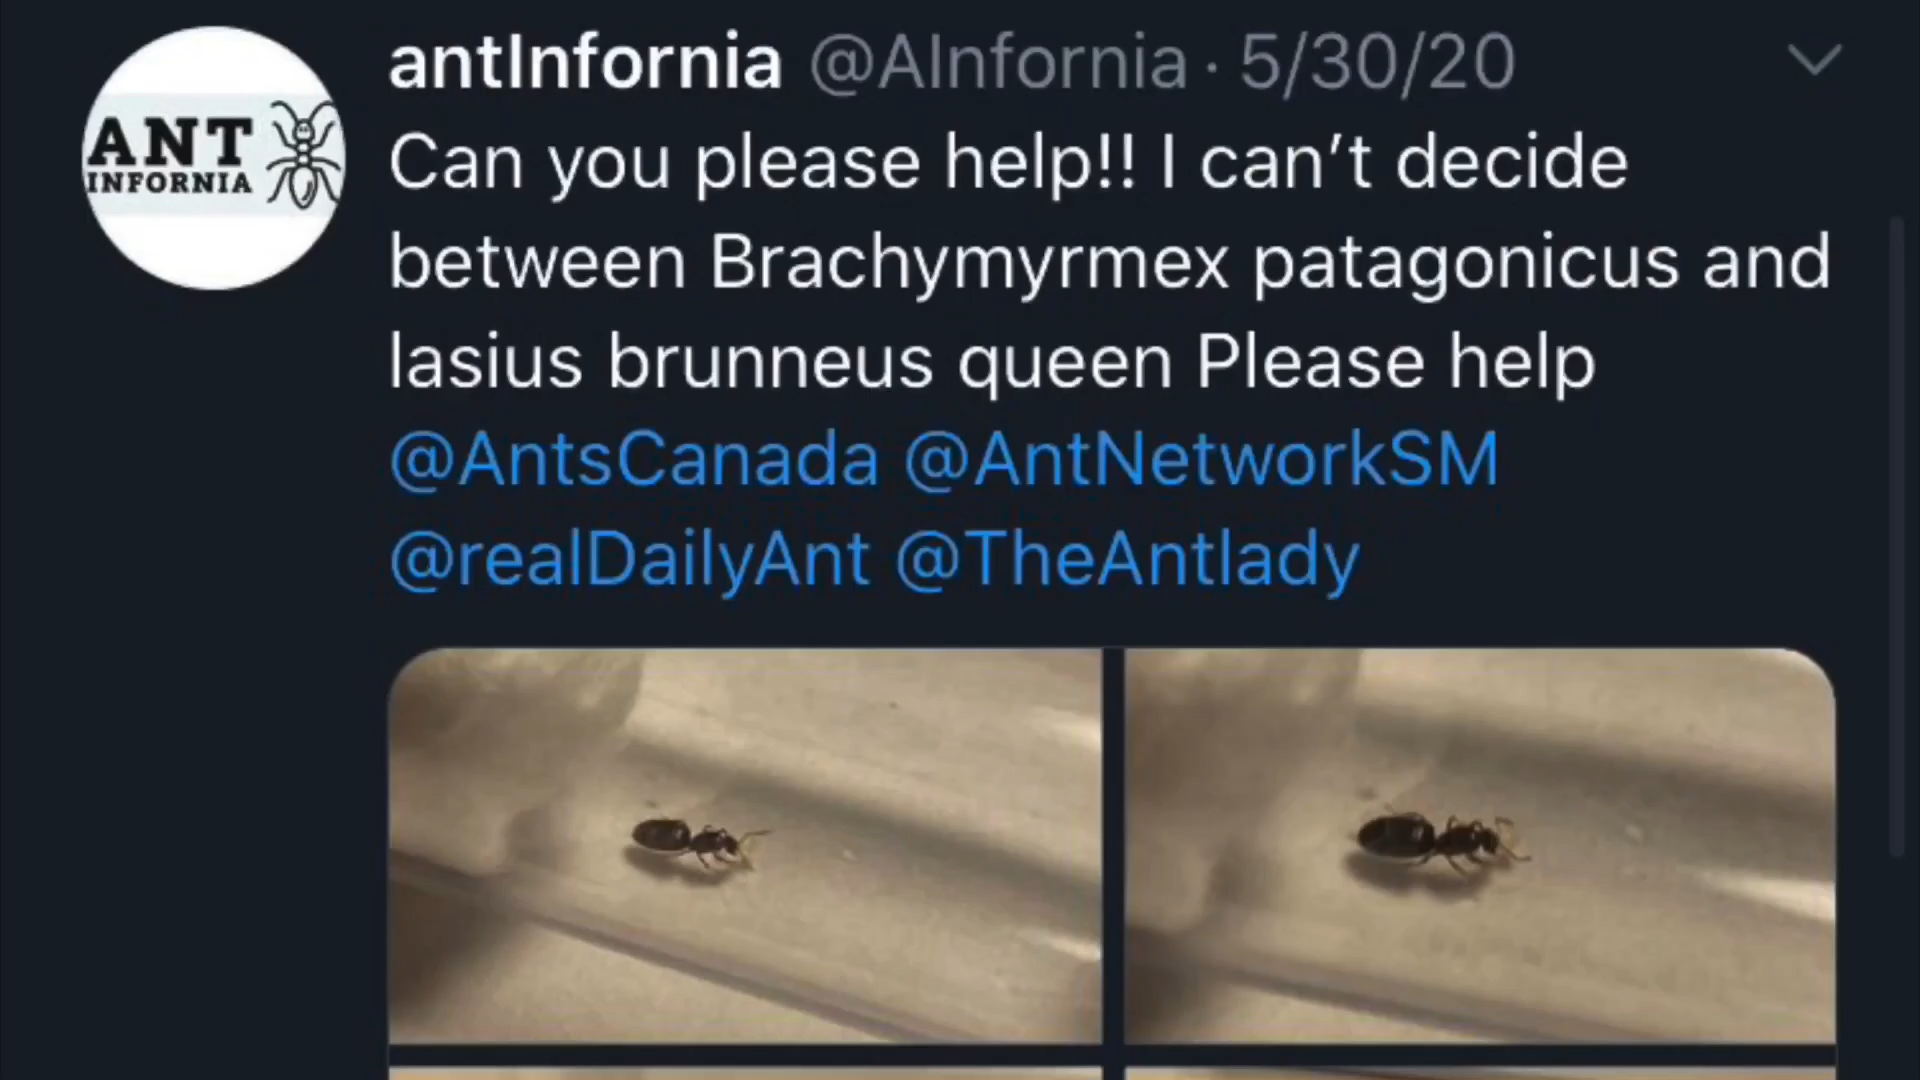 ANT
INFORNIA
antInfornia @AInfornia · 5/30/20
Can you please help!! I can’t decide
between Brachymyrmex patagonicus and
lasius brunneus queen Please help
@AntsCanada @AntNetworkSM
@realDailyAnt @TheAntlady